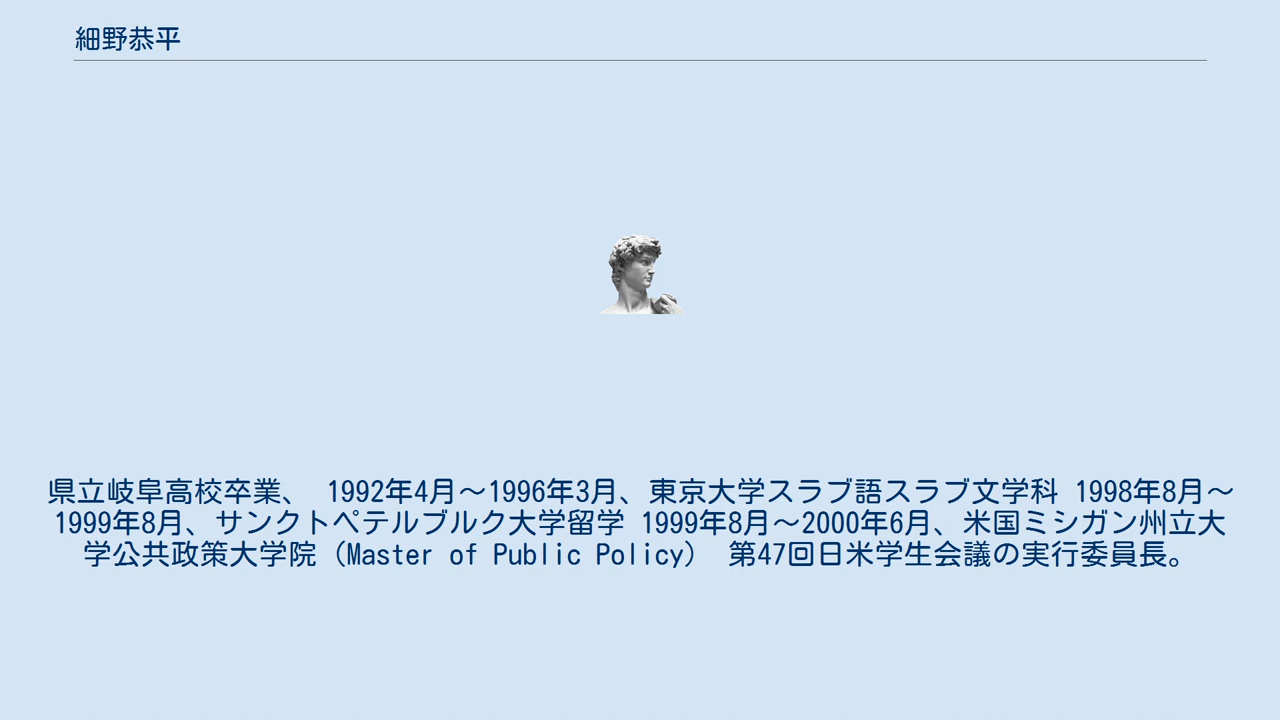 細野恭平
県立岐阜高校卒業、 1992年4月～1996年3月、東京大学スラブ語スラブ文学科 1998年8月～
1999年8月、サンクトペテルブルク大学留学 1999年8月～2000年6月、米国ミシガン州立大
学公共政策大学院（Master of Public Policy） 第47回日米学生会議の実行委員長。